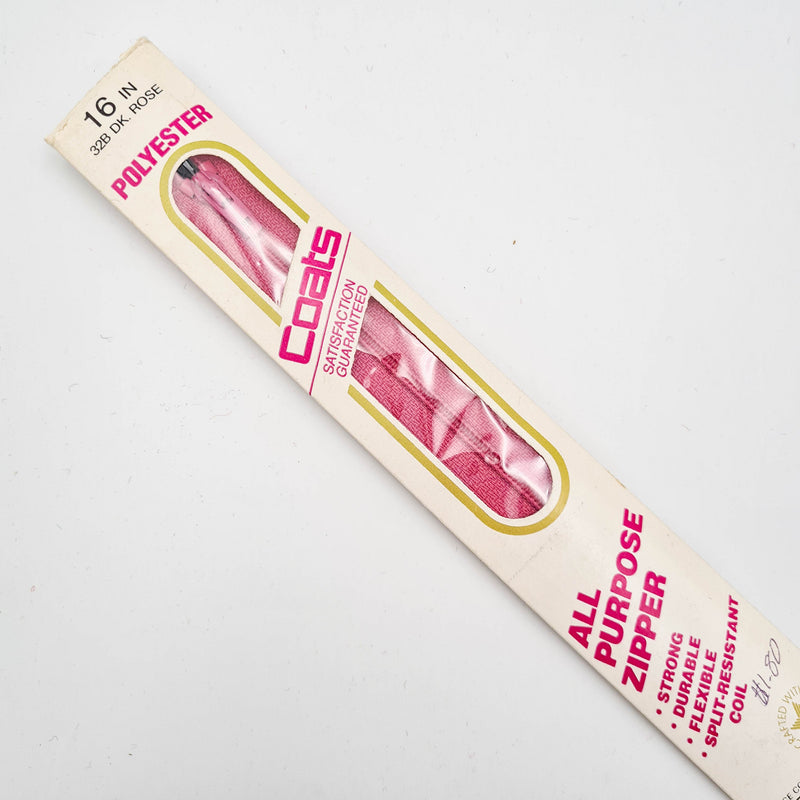 16 IN
32B DK. ROSE
POLYESTER
Coats
SATISFACTION
GUARANTEED
ALL
PURPOSE
ZIPPER
• STRONG
• DURABLE
• FLEXIBLE
• SPLIT-RESISTANT
COIL
$1-80